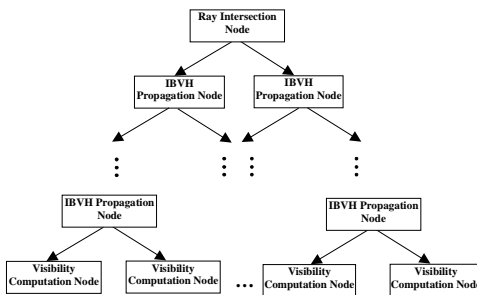 Ray Intersection
Node
IBVH
Propagation Node
IBVH
Propagation Node
IBVH Propagation
Node
IBVH Propagation
Node
Visibility
Computation Node
Visibility
Computation Node
...
Visibility
Computation Node
Visibility
Computation Node